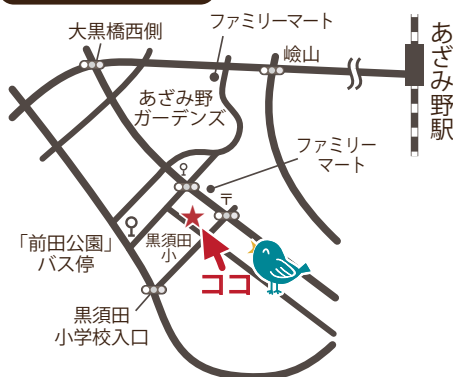 大黒橋西側
ファミリーマート
嶮山
あざみ野駅
あざみ野
ガーデンズ
ファミリー
マート
〒
「前田公園」
バス停
黒須田
小
ココ
黒須田
小学校入口